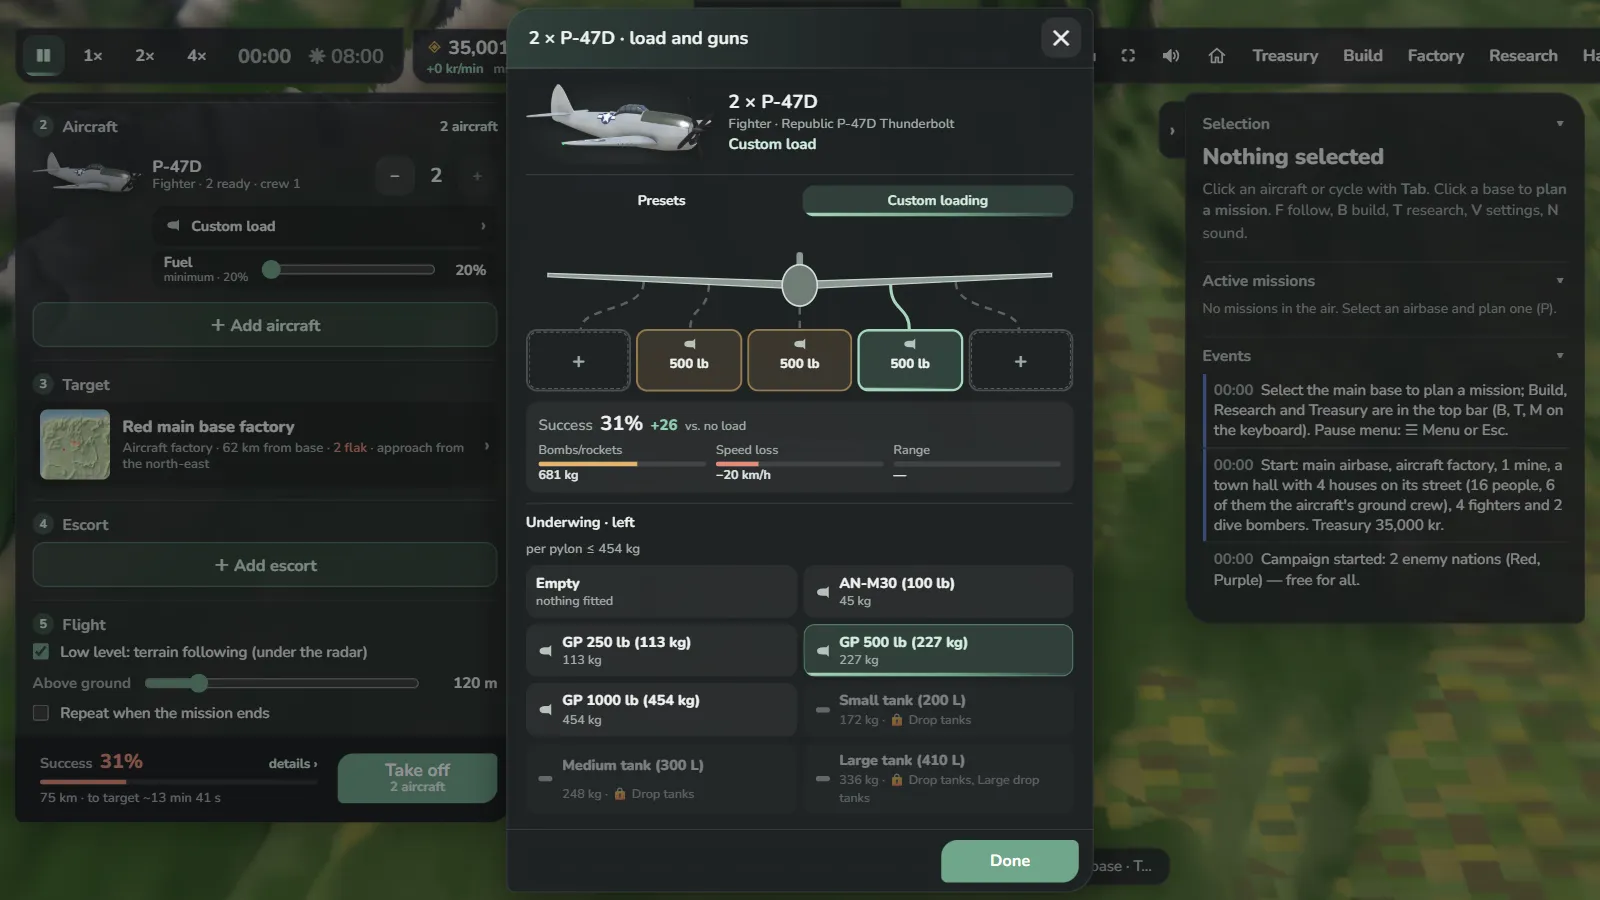 1×
2×
4×
00:00
08:00
35,001
+0 kr/min
Treasury
Build
Factory
Research
2 Aircraft
2 aircraft
P-47D
Fighter · 2 ready · crew 1
−
2
+
Custom load ›
Fuel
minimum · 20%
20%
+ Add aircraft
3 Target
Red main base factory
Aircraft factory · 62 km from base · 2 flak · approach from
the north-east
›
4 Escort
+ Add escort
5 Flight
Low level: terrain following (under the radar)
Above ground
120 m
Repeat when the mission ends
Success 31%
details ›
75 km · to target ~13 min 41 s
Take off
2 aircraft
2 × P-47D · load and guns
2 × P-47D
Fighter · Republic P-47D Thunderbolt
Custom load
Presets
Custom loading
+
500 lb
500 lb
500 lb
+
Success 31% +26 vs. no load
Bombs/rockets
681 kg
Speed loss
−20 km/h
Range
—
Underwing · left
per pylon ≤ 454 kg
Empty
nothing fitted
AN-M30 (100 lb)
45 kg
GP 250 lb (113 kg)
113 kg
GP 500 lb (227 kg)
227 kg
GP 1000 lb (454 kg)
454 kg
Small tank (200 L)
172 kg · 🔒 Drop tanks
Medium tank (300 L)
248 kg · 🔒 Drop tanks
Large tank (410 L)
336 kg · 🔒 Drop tanks, Large drop
tanks
Done
›
Selection
Nothing selected
Click an aircraft or cycle with Tab. Click a base to plan
a mission. F follow, B build, T research, V settings, N
sound.
Active missions
No missions in the air. Select an airbase and plan one (P).
Events
00:00 Select the main base to plan a mission; Build,
Research and Treasury are in the top bar (B, T, M on
the keyboard). Pause menu: ☰ Menu or Esc.
00:00 Start: main airbase, aircraft factory, 1 mine, a
town hall with 4 houses on its street (16 people, 6
of them the aircraft's ground crew), 4 fighters and 2
dive bombers. Treasury 35,000 kr.
00:00 Campaign started: 2 enemy nations (Red,
Purple) — free for all.
base · T...